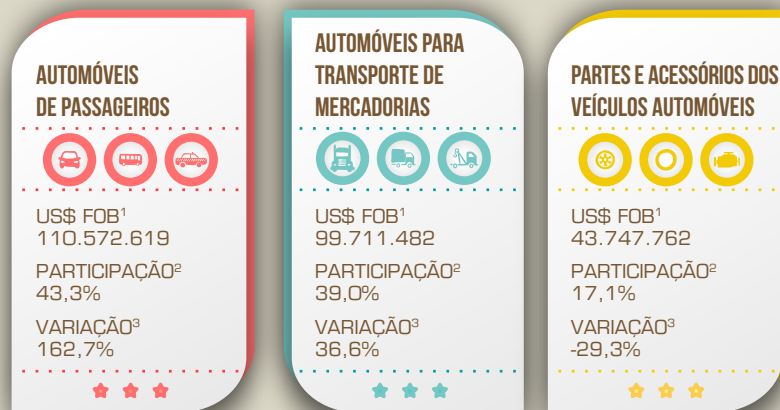 AUTOMÓVEIS
DE PASSAGEIROS
US$ FOB¹
110.572.619
PARTICIPAÇÃO²
43,3%
VARIAÇÃO³
162,7%
AUTOMÓVEIS PARA
TRANSPORTE DE
MERCADORIAS
US$ FOB¹
99.711.482
PARTICIPAÇÃO²
39,0%
VARIAÇÃO³
36,6%
PARTES E ACESSÓRIOS DOS
VEÍCULOS AUTOMÓVEIS
US$ FOB¹
43.747.762
PARTICIPAÇÃO²
17,1%
VARIAÇÃO³
-29,3%